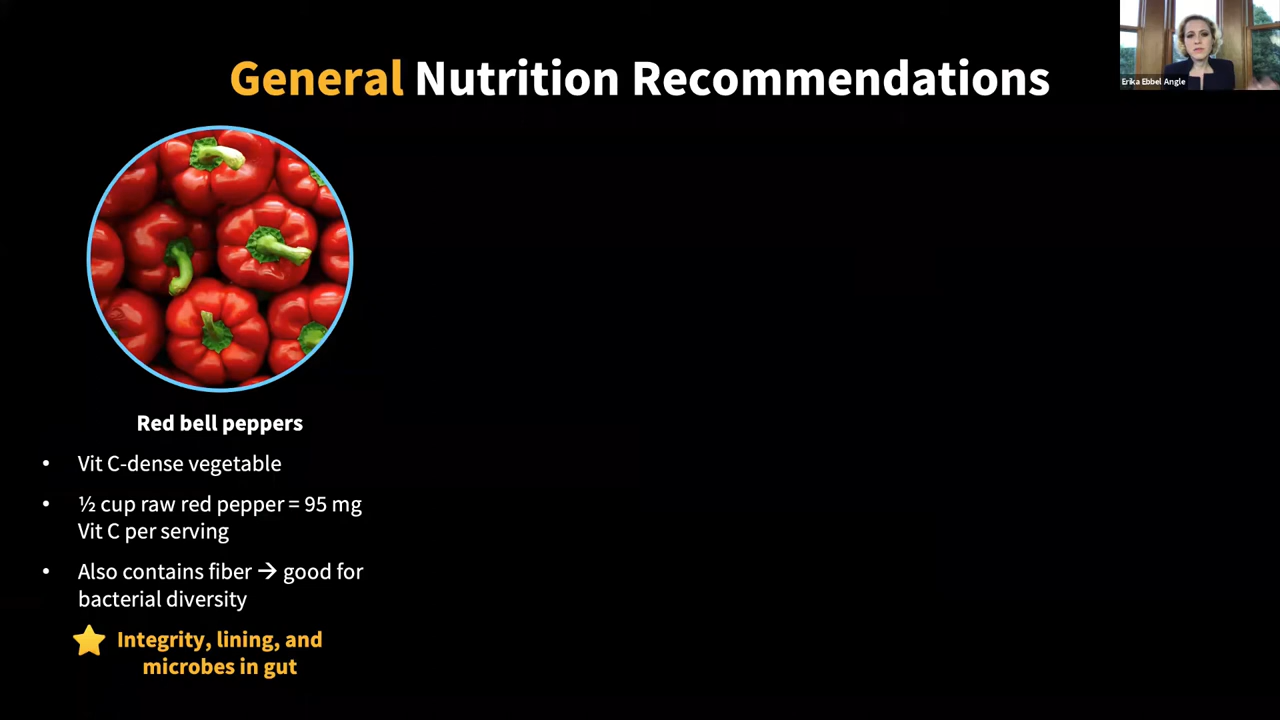 General Nutrition Recommendations
Erika Ebbel Angle
Red bell peppers
• Vit C-dense vegetable
• ½ cup raw red pepper = 95 mg
Vit C per serving
• Also contains fiber → good for
bacterial diversity
Integrity, lining, and
microbes in gut